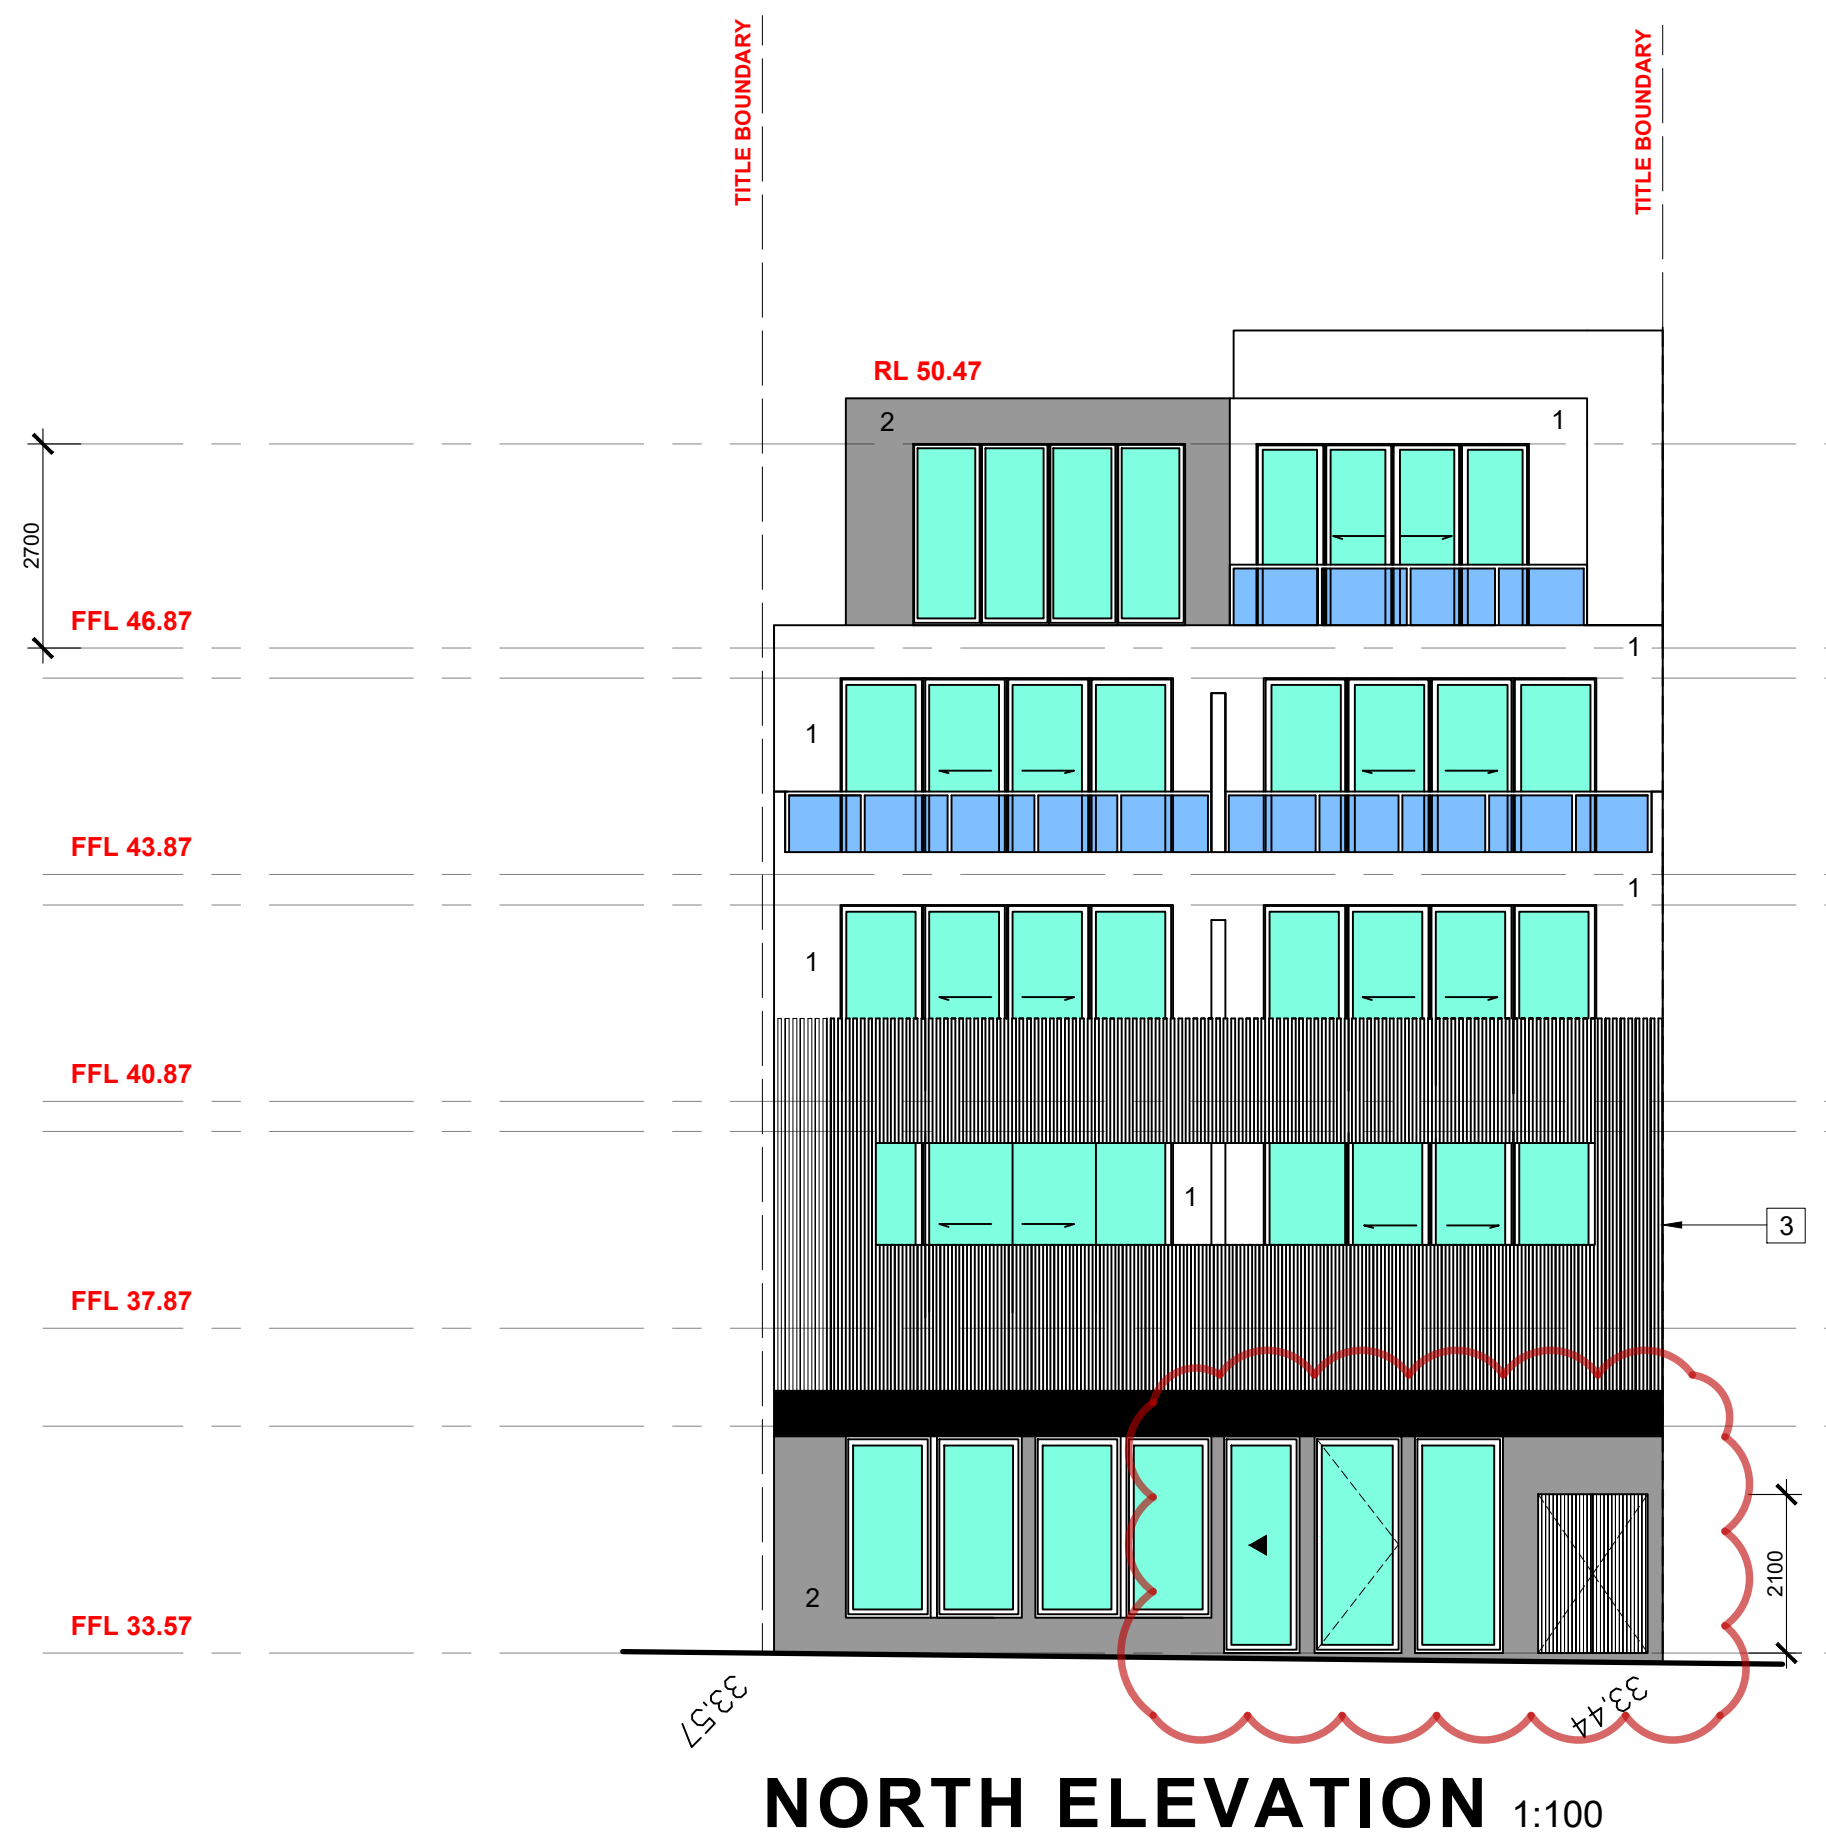 TITLE BOUNDARY
TITLE BOUNDARY
RL 50.47
2
1
2700
FFL 46.87
1
1
FFL 43.87
1
1
FFL 40.87
1
3
FFL 37.87
2100
2
FFL 33.57
33.57
33.44
NORTH ELEVATION 1:100